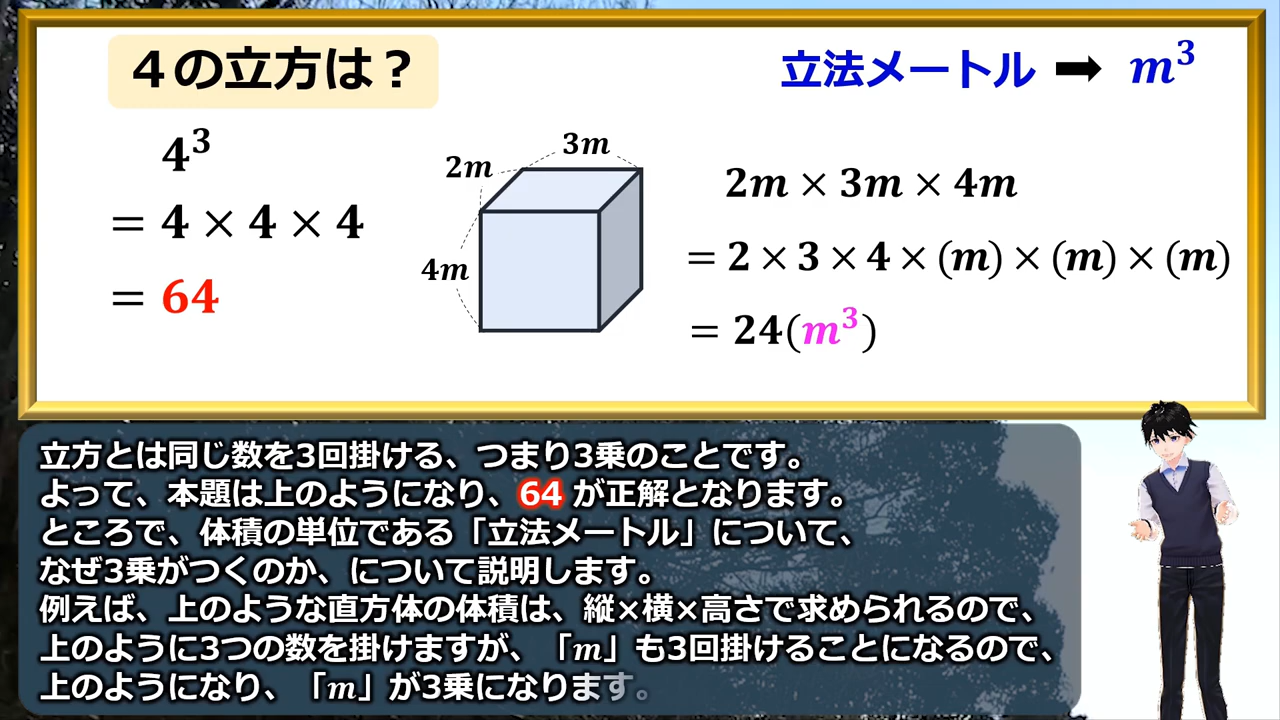 4の立方は？
立法メートル ➡ m³
4³
= 4 × 4 × 4
= 64
3m
2m
4m
2m × 3m × 4m
= 2 × 3 × 4 × (m) × (m) × (m)
= 24(m³)
立方とは同じ数を3回掛ける、つまり3乗のことです。
よって、本題は上のようになり、64 が正解となります。
ところで、体積の単位である「立法メートル」について、
なぜ3乗がつくのか、について説明します。
例えば、上のような直方体の体積は、縦×横×高さで求められるので、
上のように3つの数を掛けますが、「m」も3回掛けることになるので、
上のようになり、「m」が3乗になります。